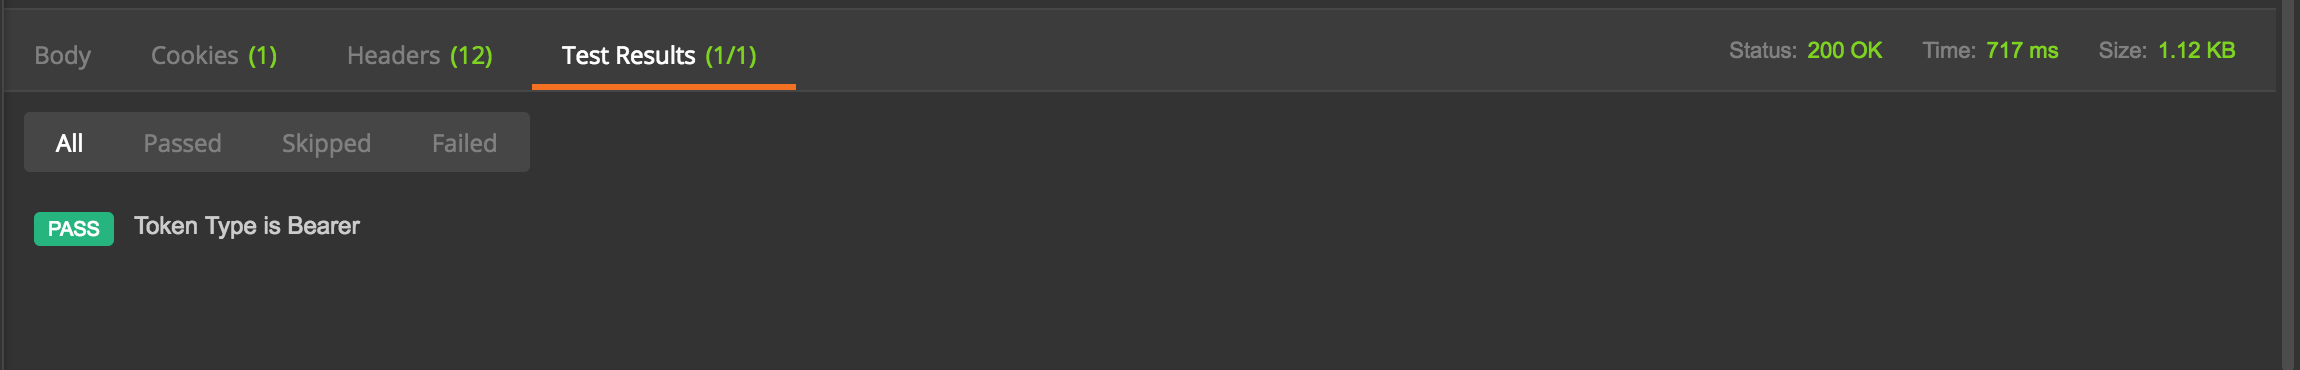 Body Cookies (1) Headers (12) Test Results (1/1) Status: 200 OK Time: 717 ms Size: 1.12 KB
All Passed Skipped Failed
PASS Token Type is Bearer